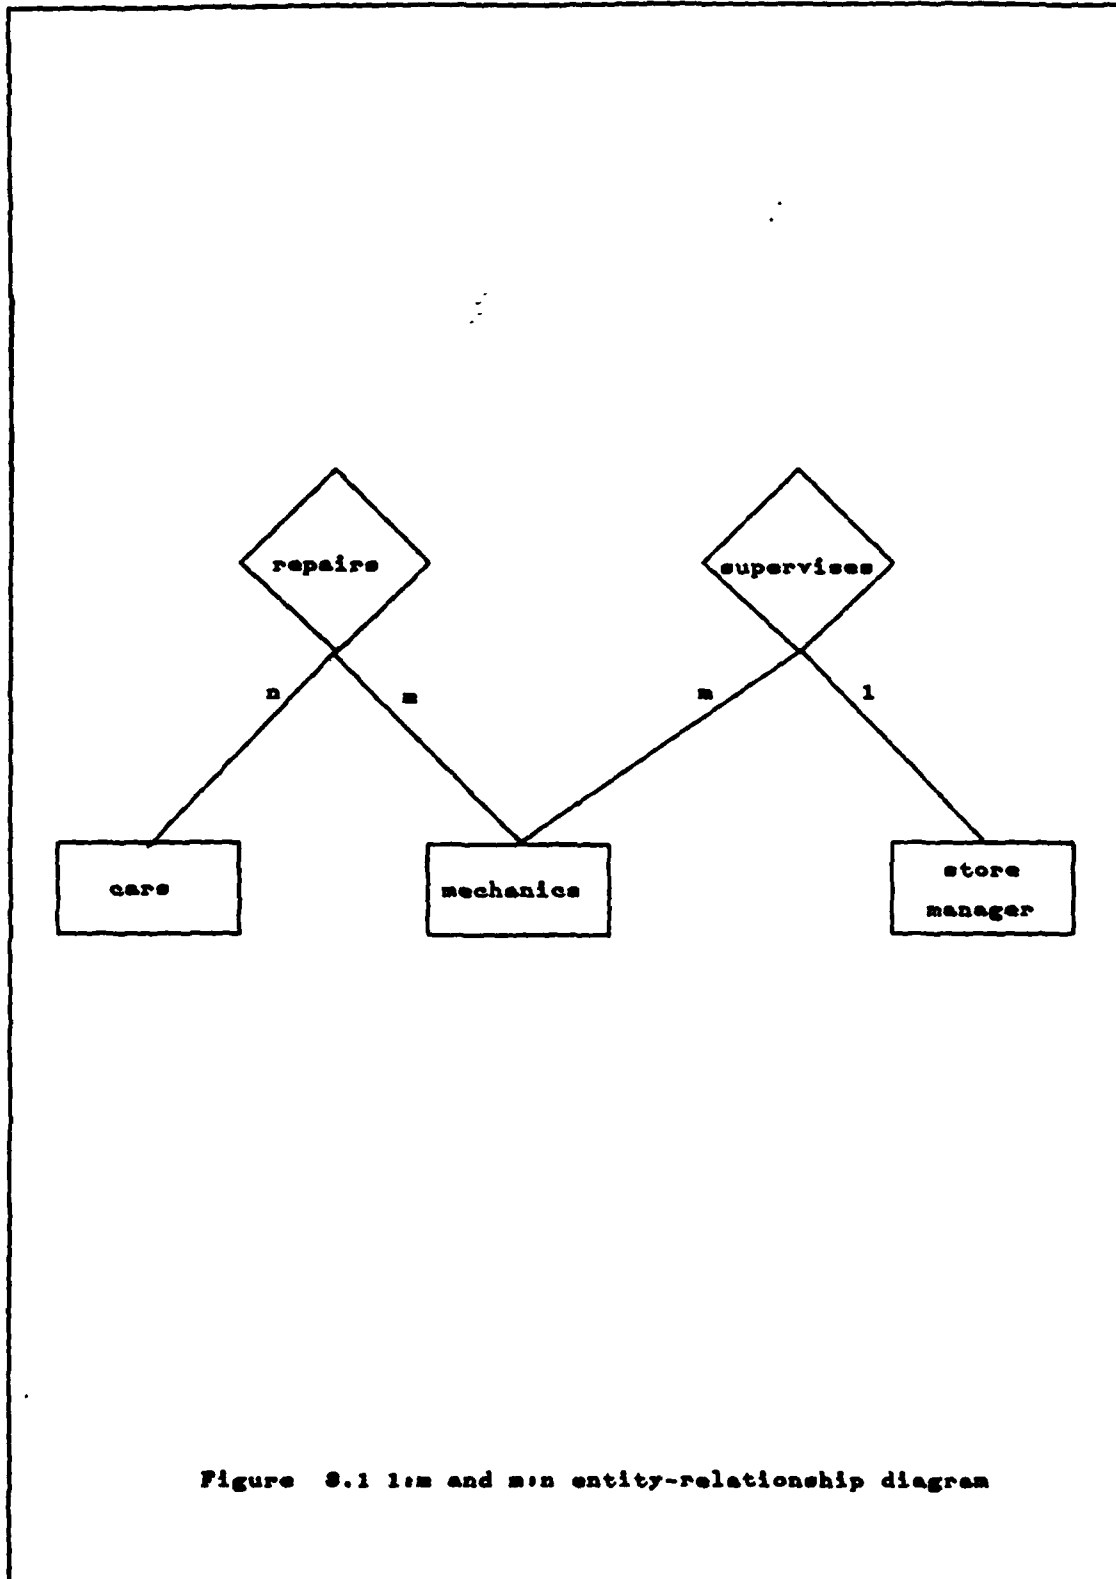 repairs
supervises
n
m
m
1
cars
mechanics
store
manager
Figure 8.1 1:m and m:n entity-relationship diagram